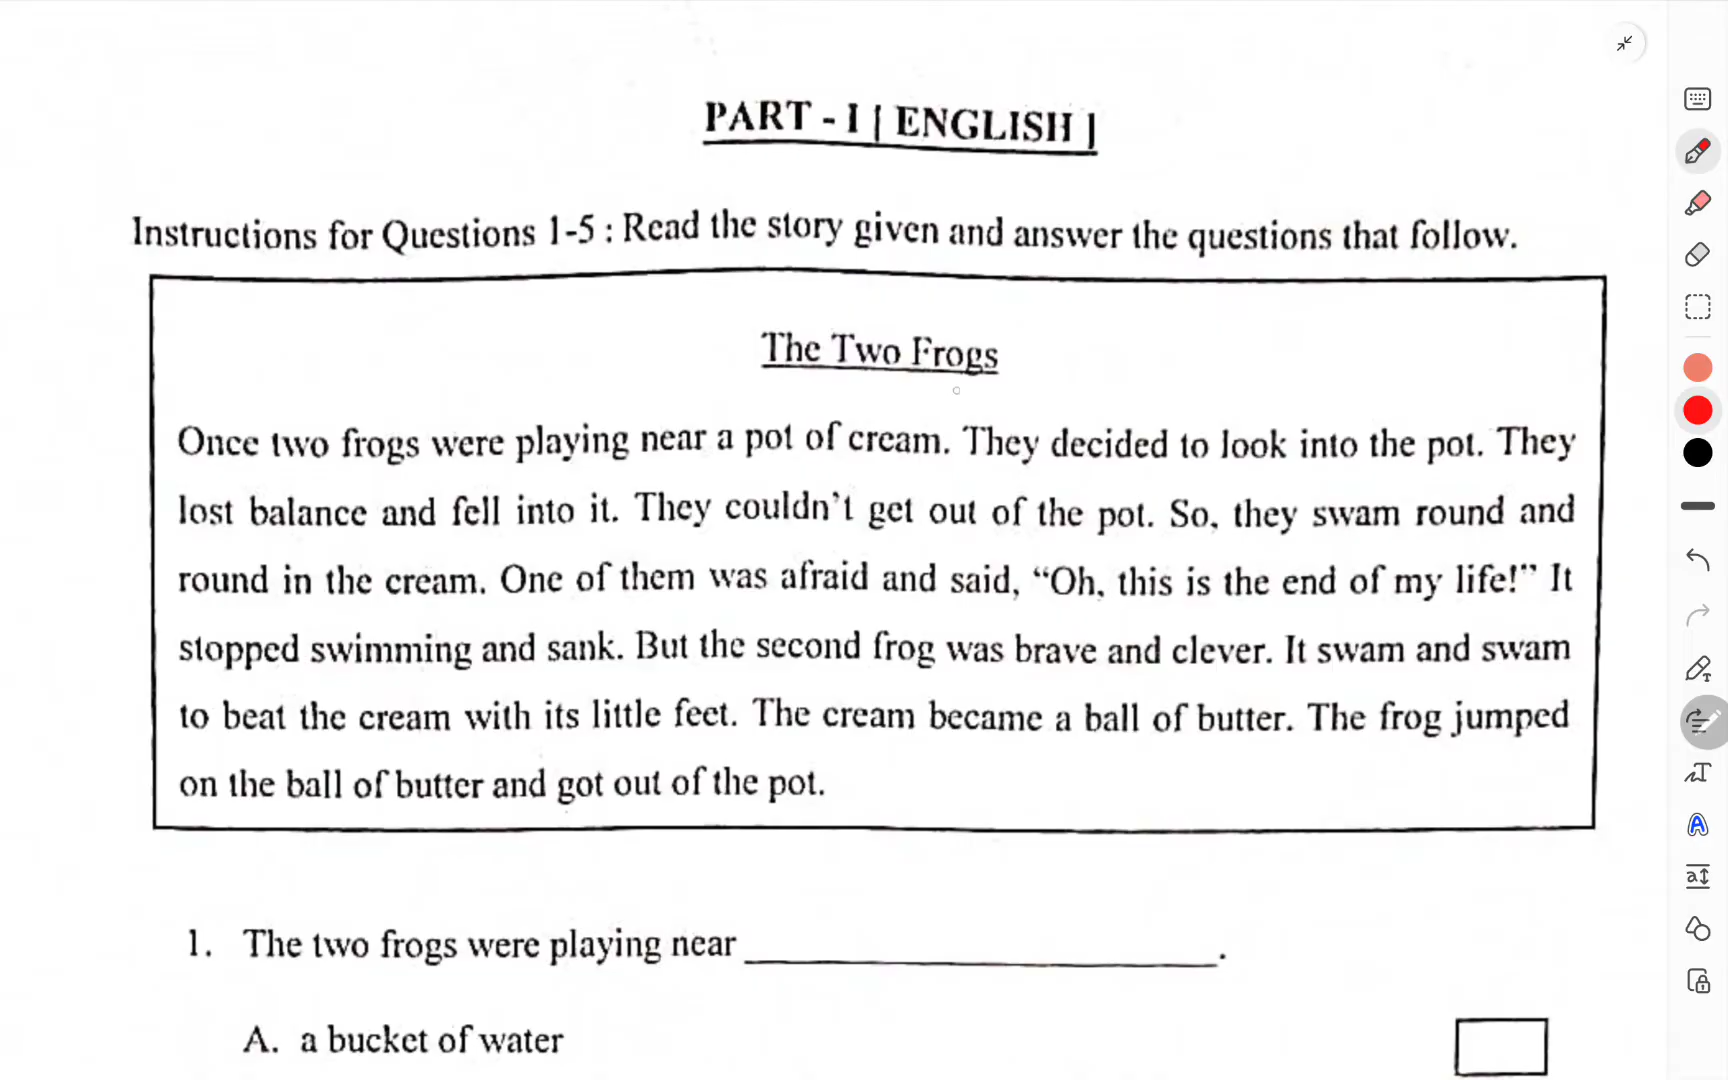 PART - I [ ENGLISH ]
Instructions for Questions 1-5 : Read the story given and answer the questions that follow.
The Two Frogs
Once two frogs were playing near a pot of cream. They decided to look into the pot. They
lost balance and fell into it. They couldn't get out of the pot. So, they swam round and
round in the cream. One of them was afraid and said, “Oh, this is the end of my life!” It
stopped swimming and sank. But the second frog was brave and clever. It swam and swam
to beat the cream with its little feet. The cream became a ball of butter. The frog jumped
on the ball of butter and got out of the pot.
1. The two frogs were playing near ____________________.
A. a bucket of water